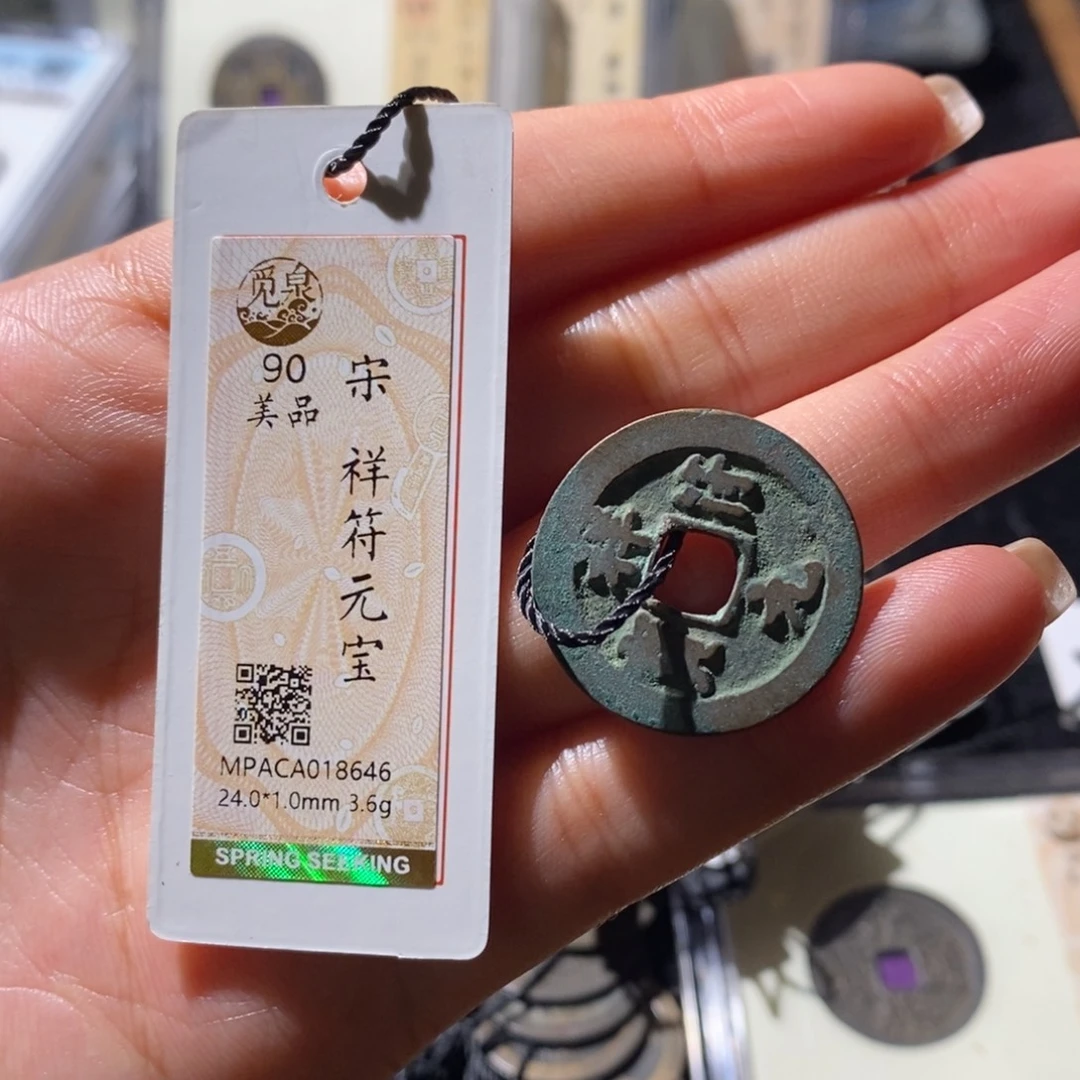 觅泉
90
美品
宋
祥符元宝
MPACA018646
24.0*1.0mm 3.6g
SPRING SEEKING
元